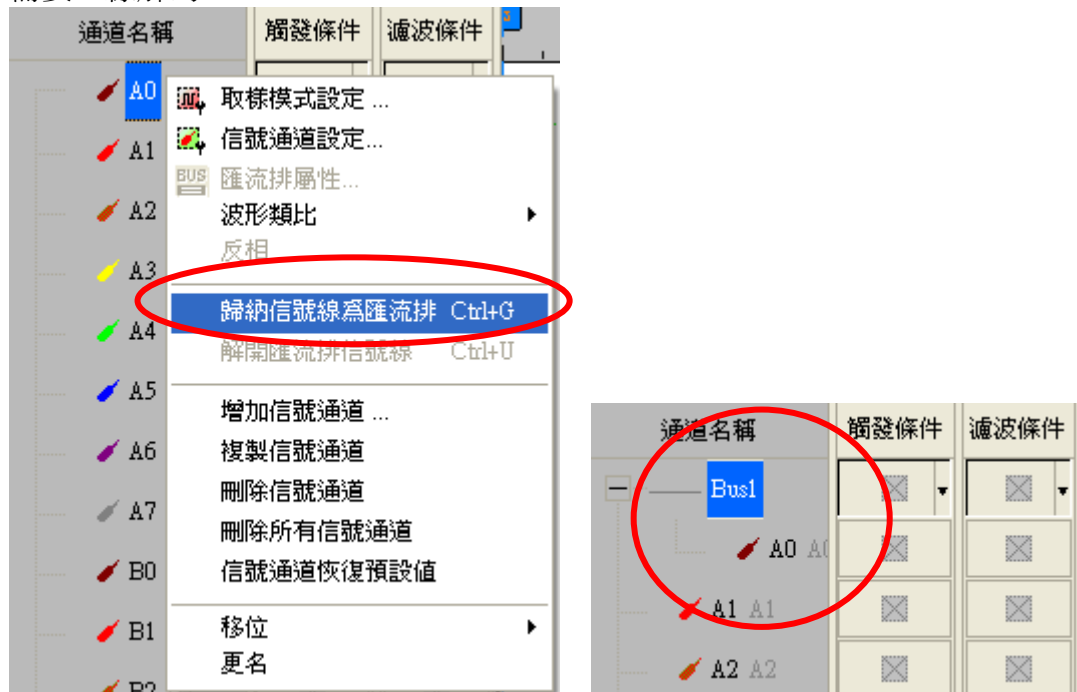 通道名稱 觸發條件 濾波條件
A0
A1
A2
A3
A4
A5
A6
A7
B0
B1
B2
取樣模式設定 ...
信號通道設定...
BUS 匯流排屬性...
波形類比
反相
歸納信號線為匯流排 Ctrl+G
解開匯流排信號線 Ctrl+U
增加信號通道 ...
複製信號通道
刪除信號通道
刪除所有信號通道
信號通道恢復預設值
移位
更名
通道名稱 觸發條件 濾波條件
Bus1
A0 A0
A1 A1
A2 A2